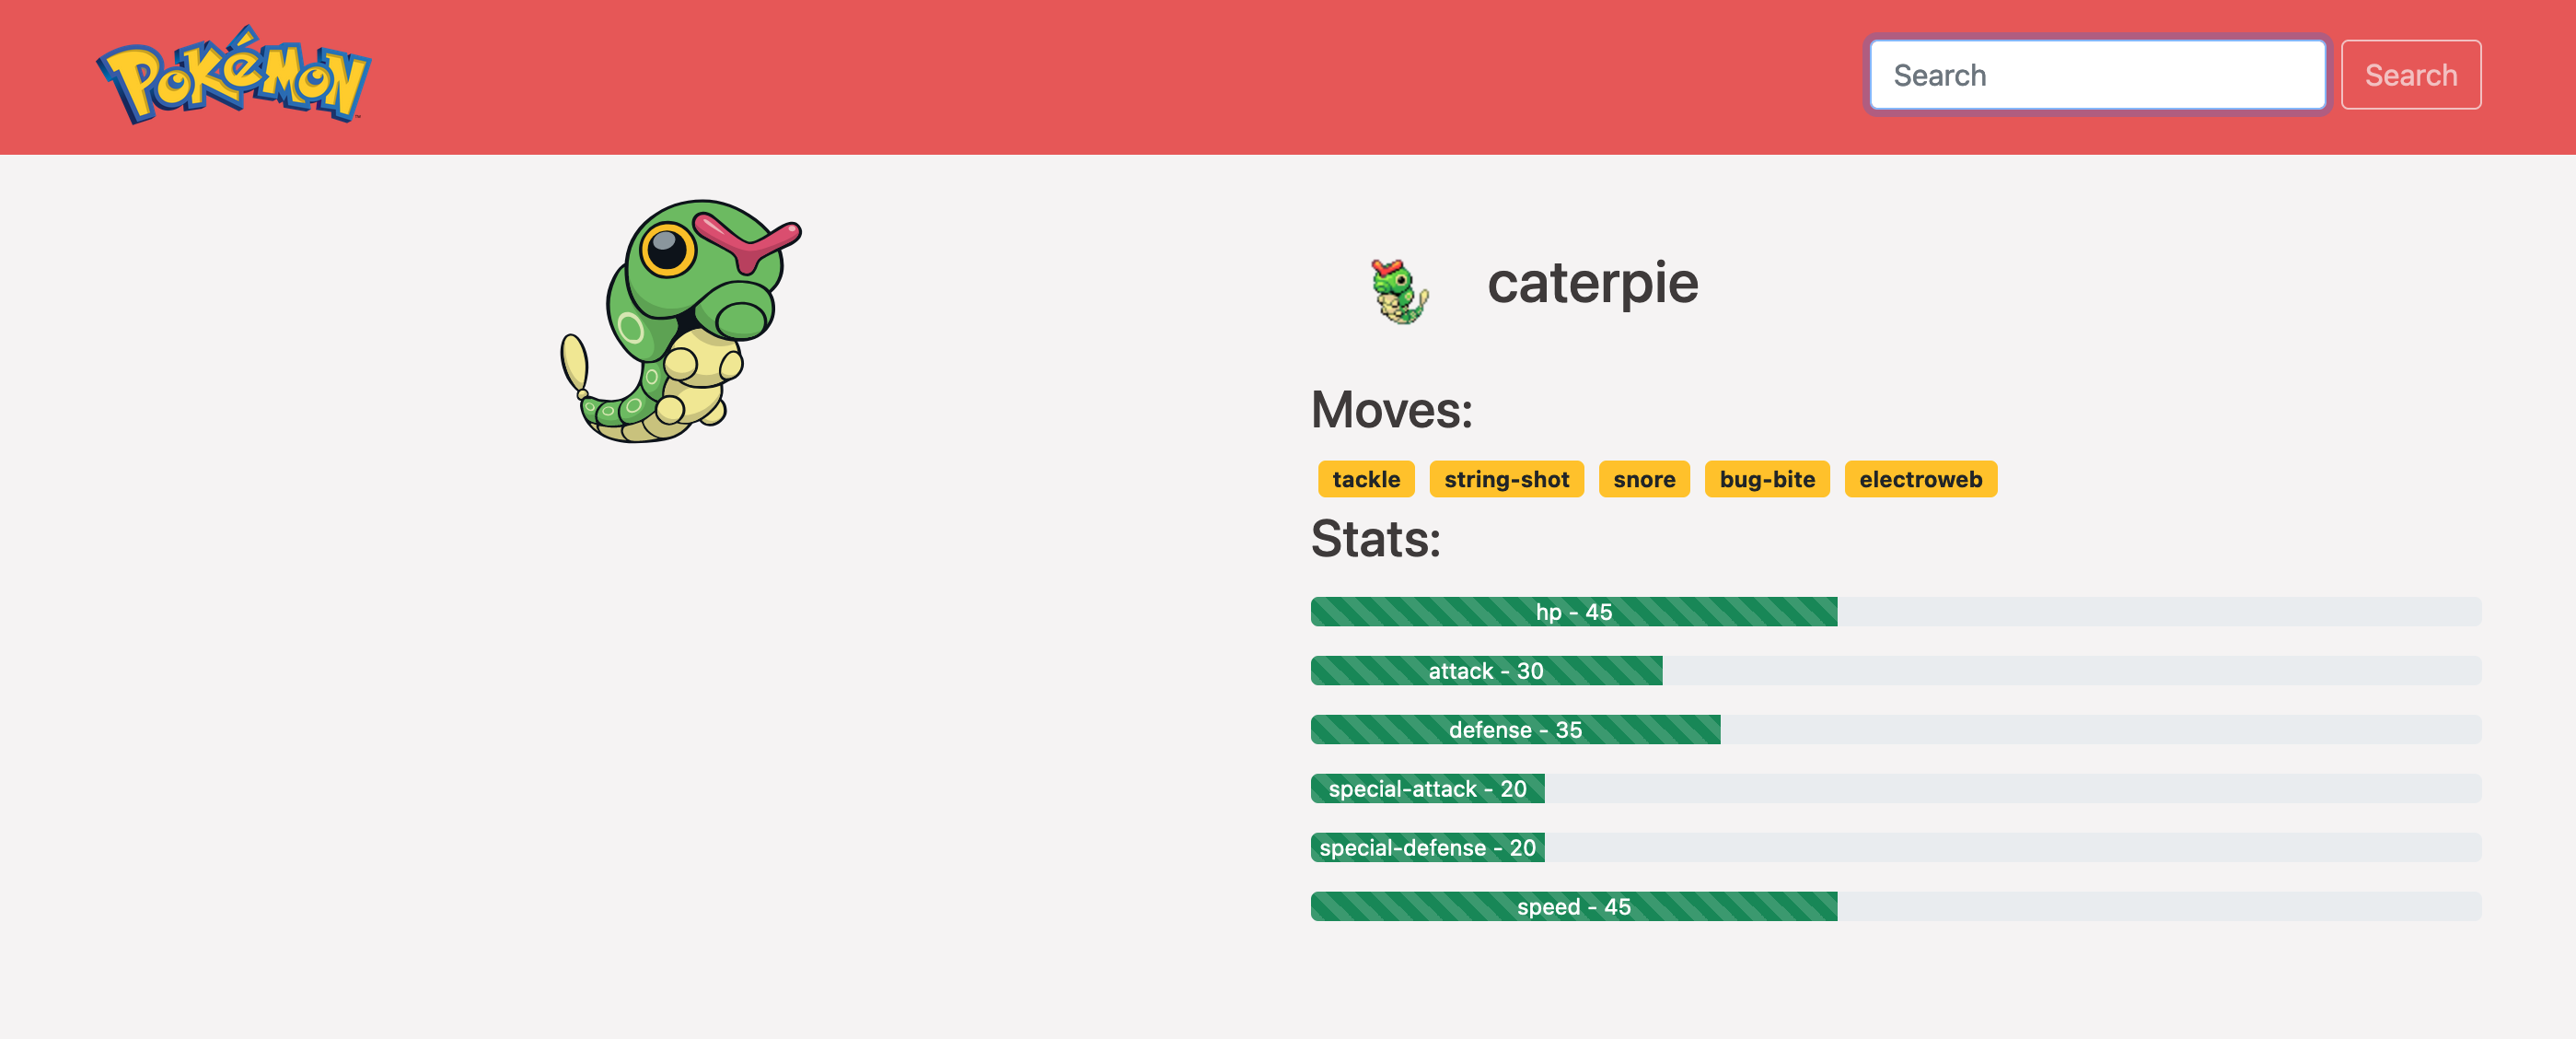 POKéMON™
Search Search
caterpie
Moves:
tackle string-shot snore bug-bite electroweb
Stats:
hp - 45
attack - 30
defense - 35
special-attack - 20
special-defense - 20
speed - 45